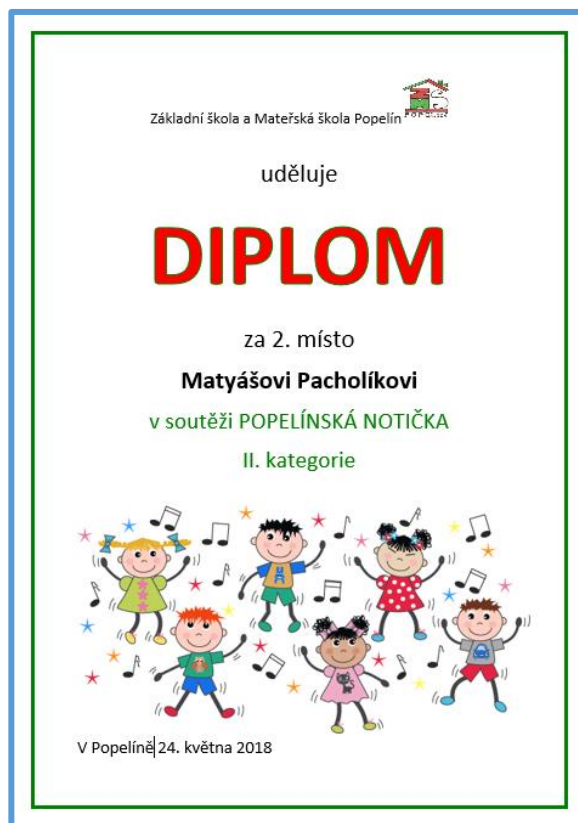 Základní škola a Mateřská škola Popelín
POPELÍN
uděluje
DIPLOM
za 2. místo
Matyášovi Pacholíkovi
v soutěži POPELÍNSKÁ NOTIČKA
II. kategorie
V Popelíně 24. května 2018